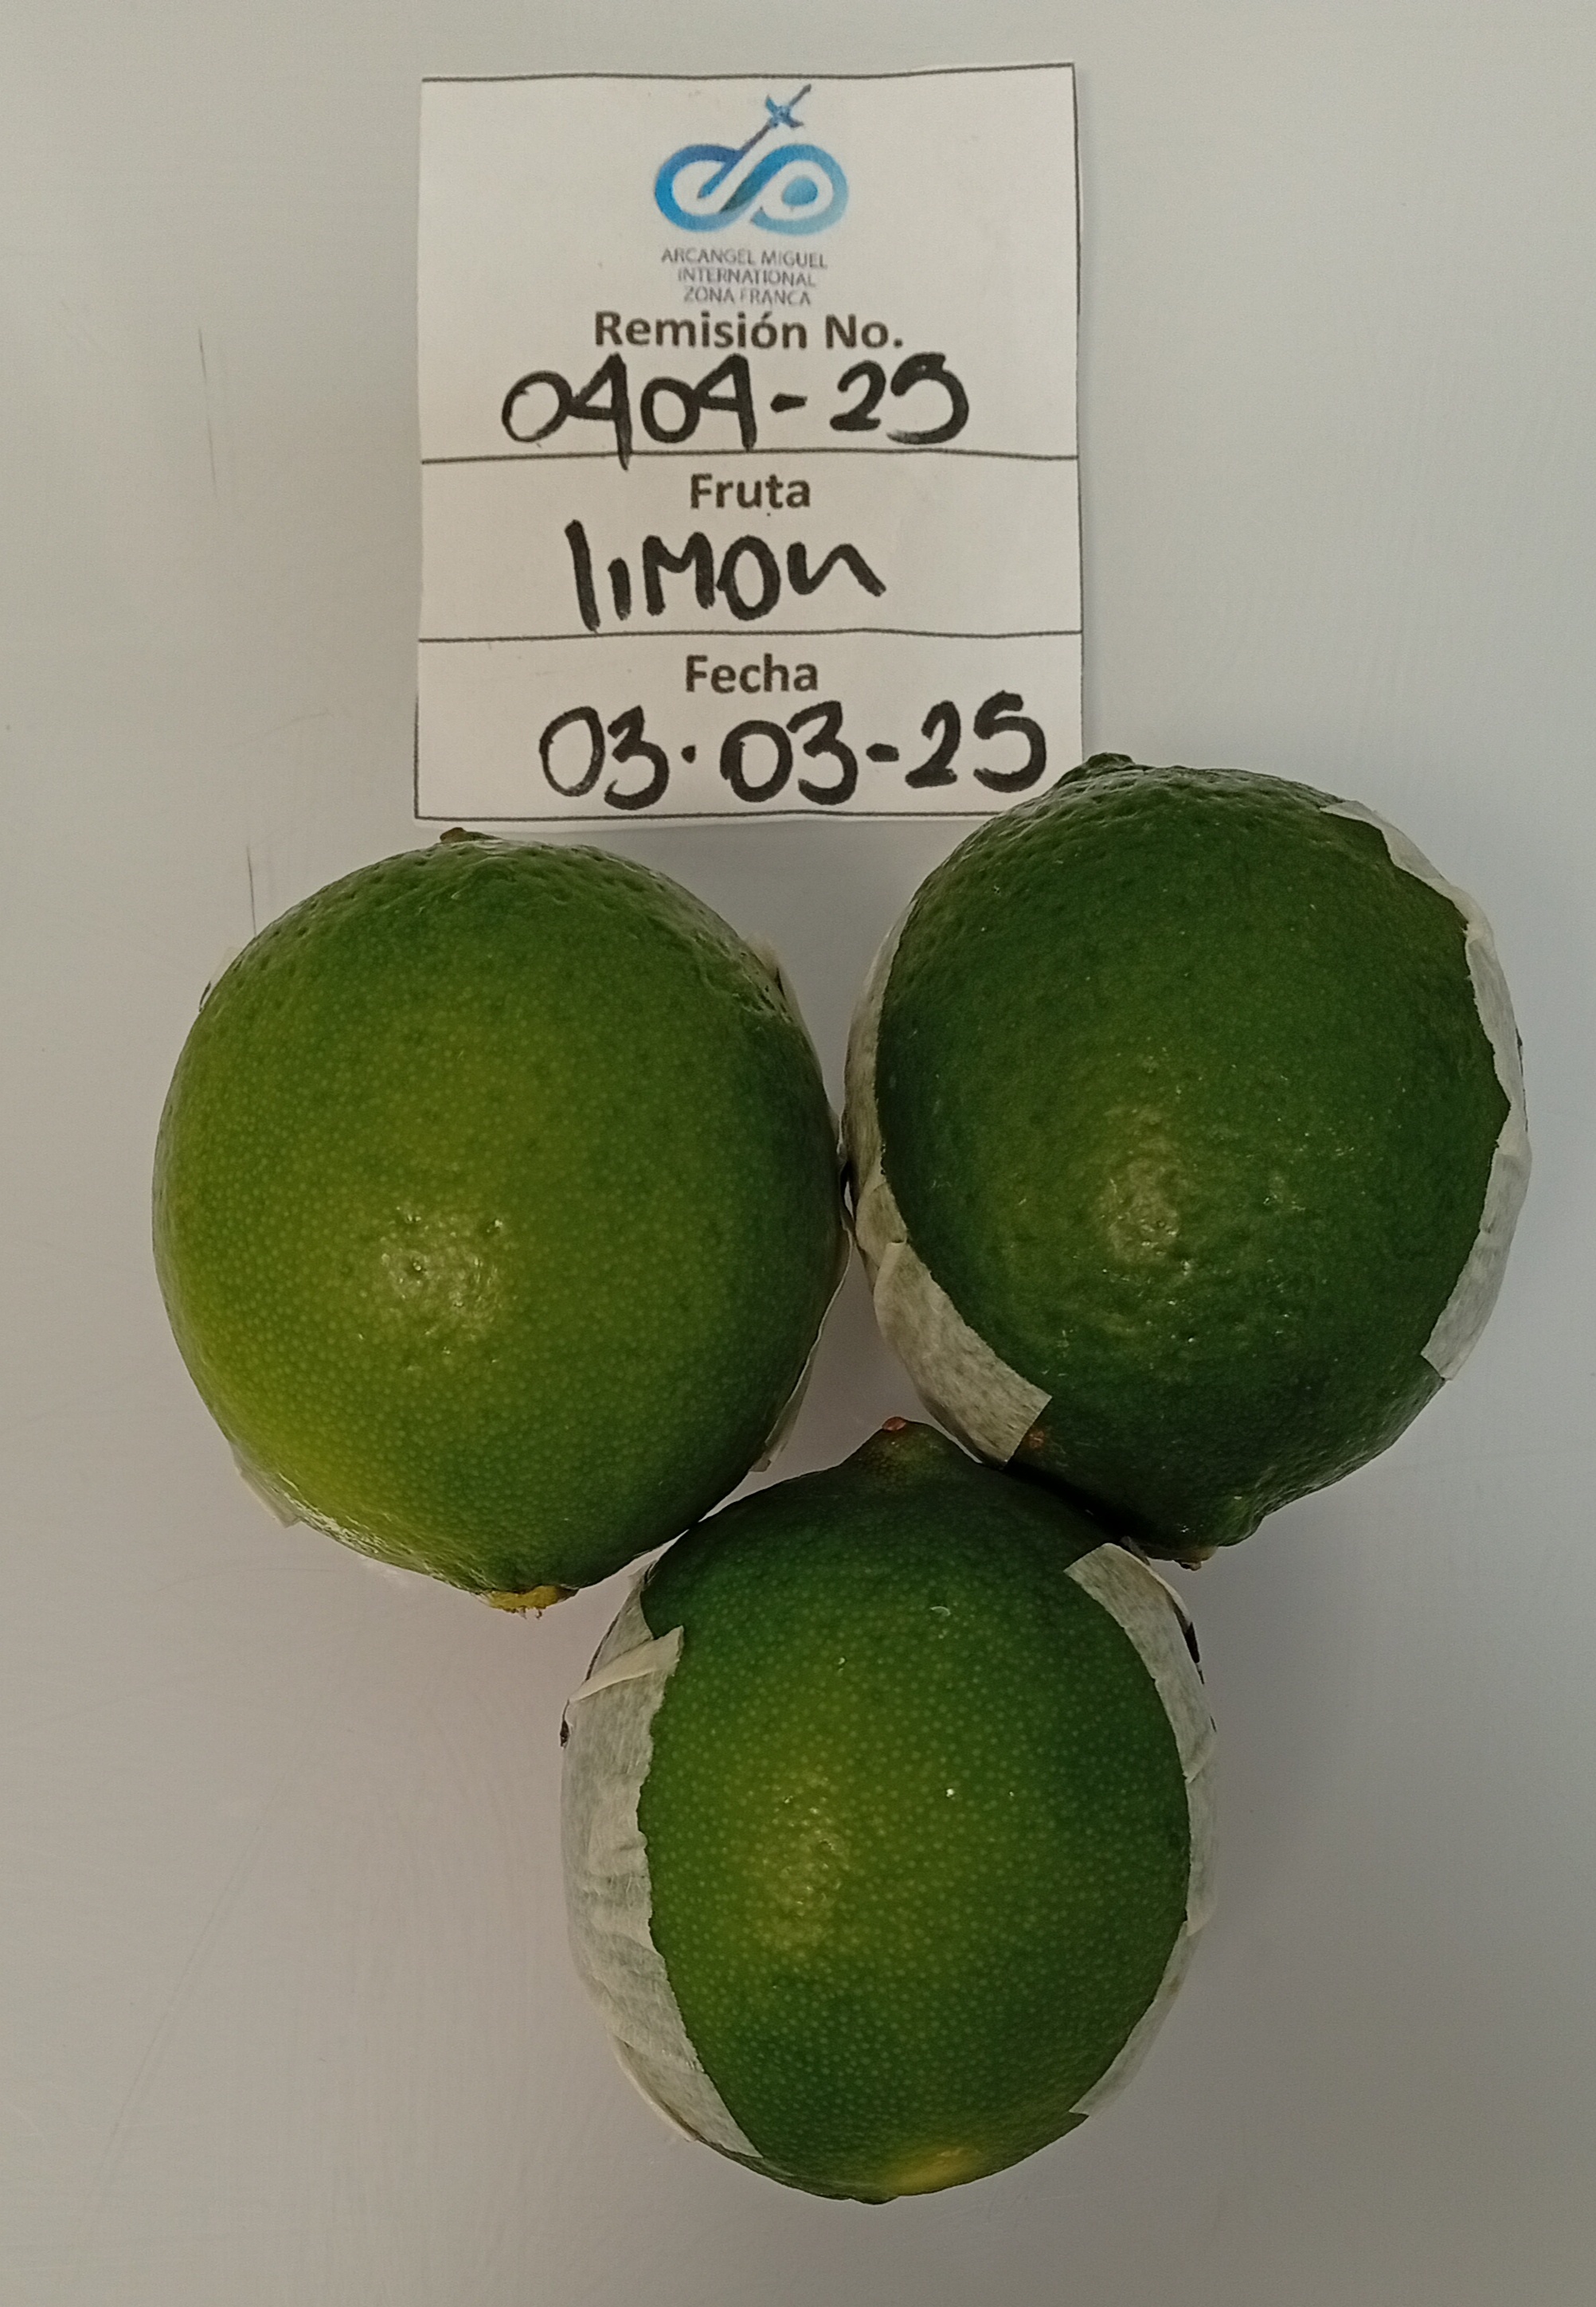 ARCANGEL MIGUEL
INTERNATIONAL
ZONA FRANCA
Remisión No.
0404-25
Fruta
lIMON
Fecha
03.03-25